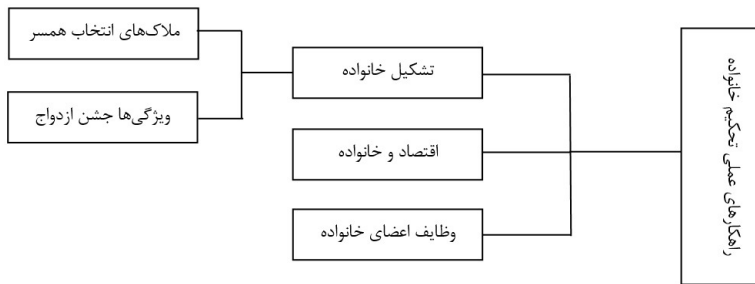 راهکارهای عملی تحکیم خانواده
تشکیل خانواده
ملاک‌های انتخاب همسر
ویژگی‌ها جشن ازدواج
اقتصاد و خانواده
وظایف اعضای خانواده